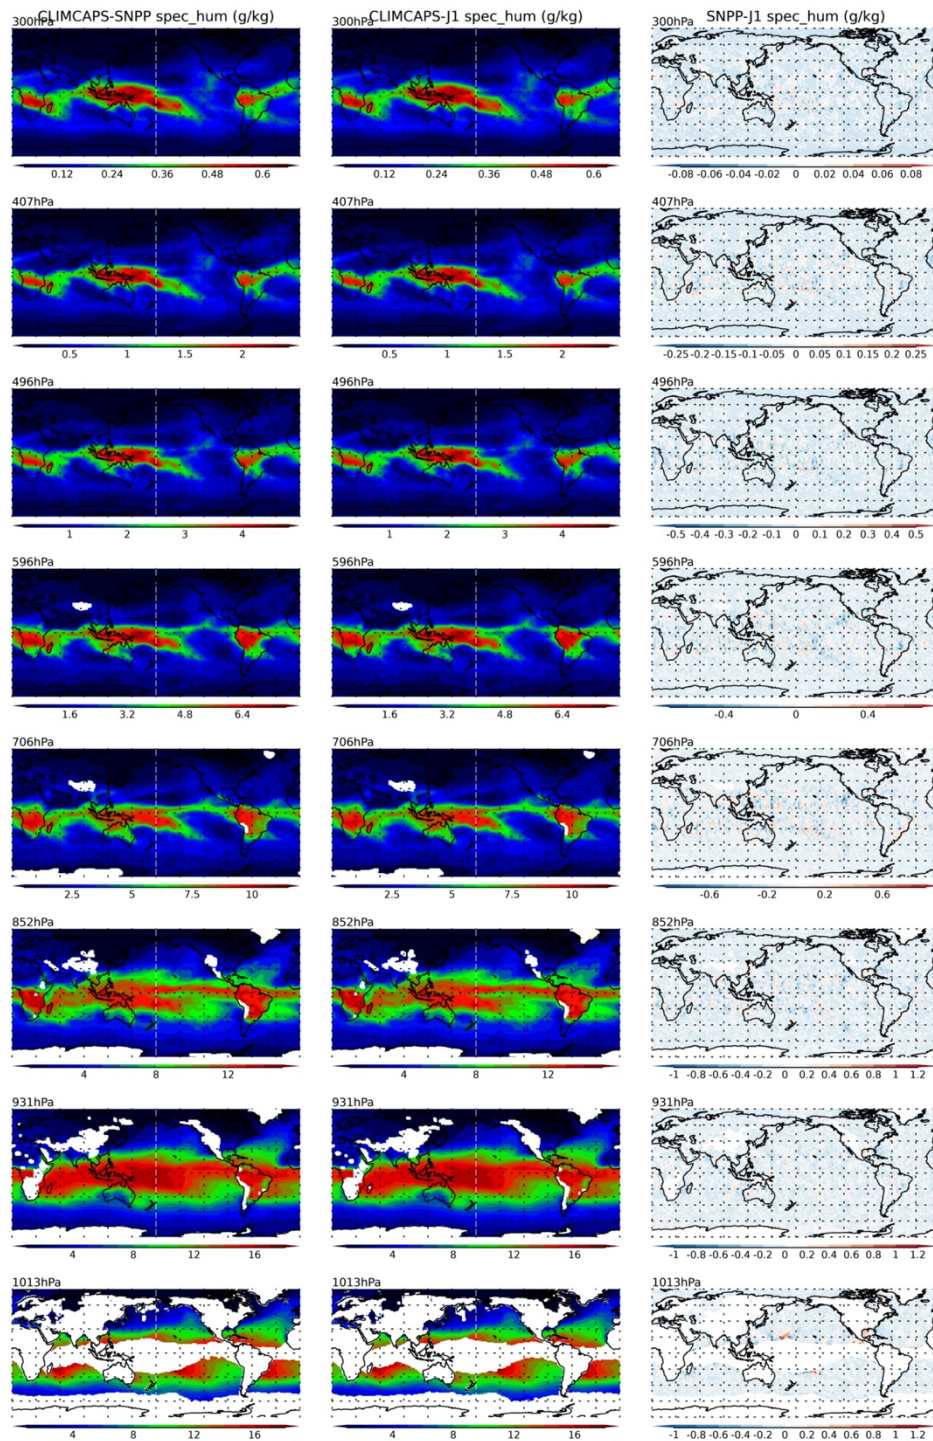 CLIMCAPS-SNPP spec_hum (g/kg) CLIMCAPS-J1 spec_hum (g/kg) SNPP-J1 spec_hum (g/kg)
300hPa 300hPa 300hPa
0.12 0.24 0.36 0.48 0.6 0.12 0.24 0.36 0.48 0.6 -0.08 -0.06 -0.04 -0.02 0 0.02 0.04 0.06 0.08
407hPa 407hPa 407hPa
0.5 1 1.5 2 0.5 1 1.5 2 -0.25 -0.2 -0.15 -0.1 -0.05 0 0.05 0.1 0.15 0.2 0.25
496hPa 496hPa 496hPa
1 2 3 4 1 2 3 4 -0.5 -0.4 -0.3 -0.2 -0.1 0 0.1 0.2 0.3 0.4 0.5
596hPa 596hPa 596hPa
1.6 3.2 4.8 6.4 1.6 3.2 4.8 6.4 -0.4 0 0.4
706hPa 706hPa 706hPa
2.5 5 7.5 10 2.5 5 7.5 10 -0.6 -0.2 0.2 0.6
852hPa 852hPa 852hPa
4 8 12 4 8 12 -1 -0.8 -0.6 -0.4 -0.2 0 0.2 0.4 0.6 0.8 1 1.2
931hPa 931hPa 931hPa
4 8 12 16 4 8 12 16 -1 -0.8 -0.6 -0.4 -0.2 0 0.2 0.4 0.6 0.8 1 1.2
1013hPa 1013hPa 1013hPa
4 8 12 16 4 8 12 16 -1 -0.8 -0.6 -0.4 -0.2 0 0.2 0.4 0.6 0.8 1 1.2